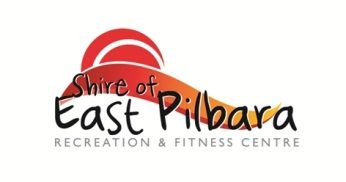 Shire of
East Pilbara
RECREATION & FITNESS CENTRE